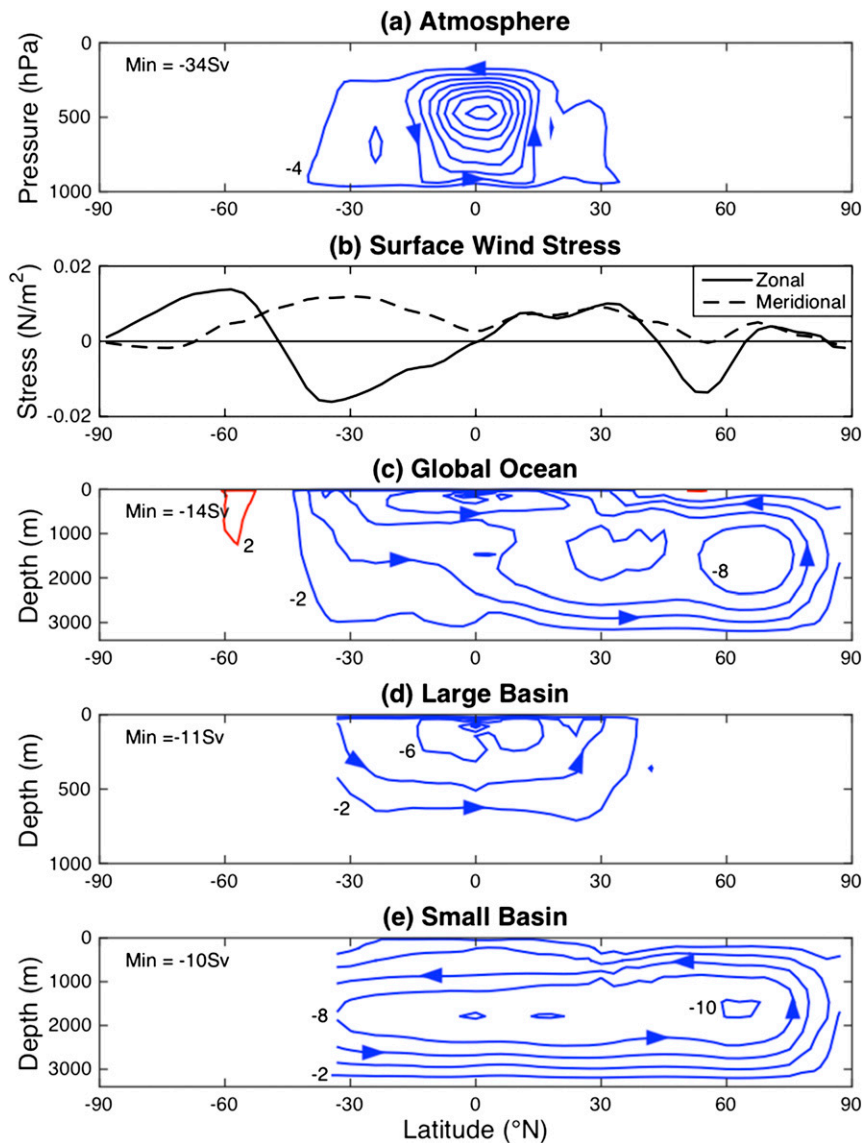 (a) Atmosphere
Pressure (hPa)
0
500
1000
Min = -34Sv
-4
-90 -60 -30 0 30 60 90
(b) Surface Wind Stress
Stress (N/m²)
0.02
0
-0.02
Zonal
Meridional
-90 -60 -30 0 30 60 90
(c) Global Ocean
Depth (m)
0
1000
2000
3000
Min = -14Sv
2
-2
-8
-90 -60 -30 0 30 60 90
(d) Large Basin
Depth (m)
0
500
1000
Min =-11Sv
-6
-2
-90 -60 -30 0 30 60 90
(e) Small Basin
Depth (m)
0
1000
2000
3000
Min = -10Sv
-8
-10
-2
-90 -60 -30 0 30 60 90
Latitude (°N)